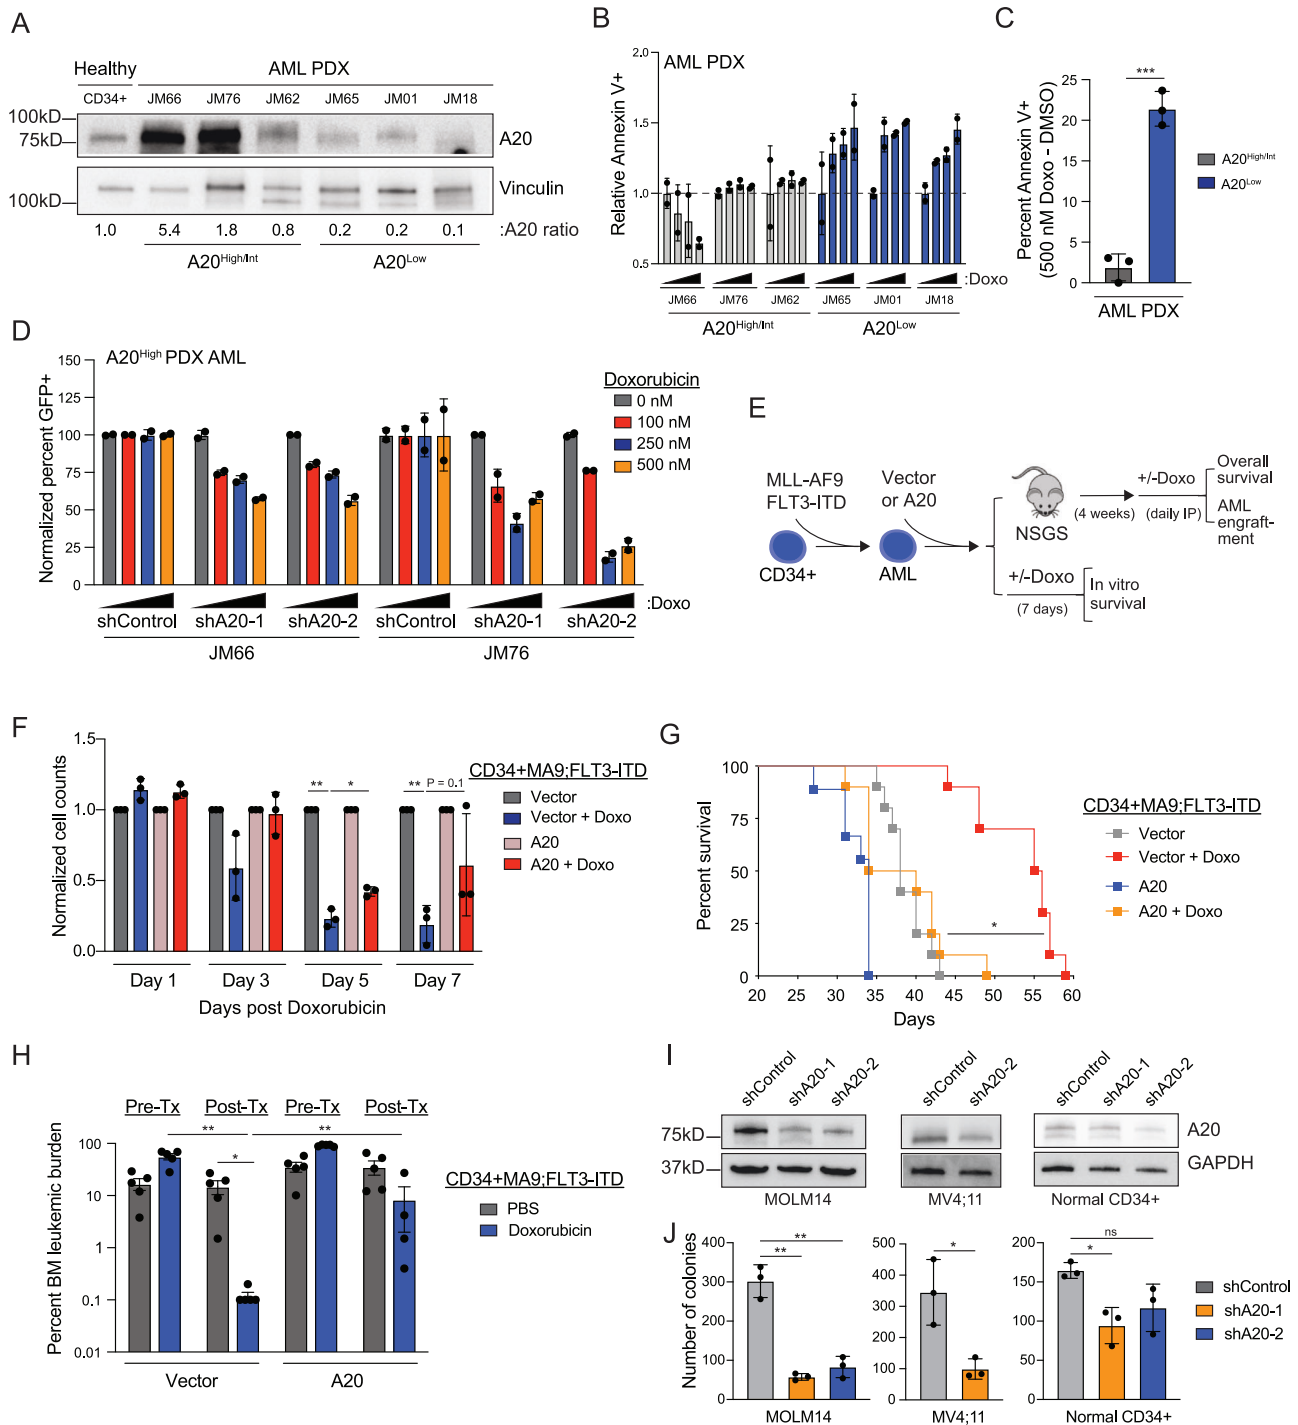 A
Healthy
AML PDX
CD34+
JM66
JM76
JM62
JM65
JM01
JM18
100kD
75kD
A20
Vinculin
100kD
1.0
5.4
1.8
0.8
0.2
0.2
0.1
:A20 ratio
A20High/Int
A20Low
B
AML PDX
Relative Annexin V+
2.0
1.5
1.0
0.5
:Doxo
JM66
JM76
JM62
JM65
JM01
JM18
A20High/Int
A20Low
C
Percent Annexin V+
(500 nM Doxo - DMSO)
25
20
15
10
5
0
***
AML PDX
A20High/Int
A20Low
D
A20High PDX AML
Normalized percent GFP+
150
125
100
75
50
25
0
Doxorubicin
0 nM
100 nM
250 nM
500 nM
:Doxo
shControl
shA20-1
shA20-2
shControl
shA20-1
shA20-2
JM66
JM76
E
MLL-AF9
FLT3-ITD
Vector
or A20
CD34+
AML
NSGS
(4 weeks)
+/-Doxo
(daily IP)
Overall
survival
AML
engraft-
ment
+/-Doxo
(7 days)
In vitro
survival
F
Normalized cell counts
1.5
1.0
0.5
0.0
**
*
**
P = 0.1
Day 1
Day 3
Day 5
Day 7
Days post Doxorubicin
CD34+MA9;FLT3-ITD
Vector
Vector + Doxo
A20
A20 + Doxo
G
Percent survival
100
75
50
25
0
*
20
25
30
35
40
45
50
55
60
Days
CD34+MA9;FLT3-ITD
Vector
Vector + Doxo
A20
A20 + Doxo
H
Percent BM leukemic burden
Pre-Tx
Post-Tx
Pre-Tx
Post-Tx
**
**
*
100
10
1
0.1
0.01
Vector
A20
CD34+MA9;FLT3-ITD
PBS
Doxorubicin
I
shControl
shA20-1
shA20-2
shControl
shA20-2
shControl
shA20-1
shA20-2
75kD
37kD
A20
GAPDH
MOLM14
MV4;11
Normal CD34+
J
Number of colonies
400
300
200
100
0
**
**
MOLM14
500
400
300
200
100
0
*
MV4;11
150
100
50
0
*
ns
Normal CD34+
shControl
shA20-1
shA20-2